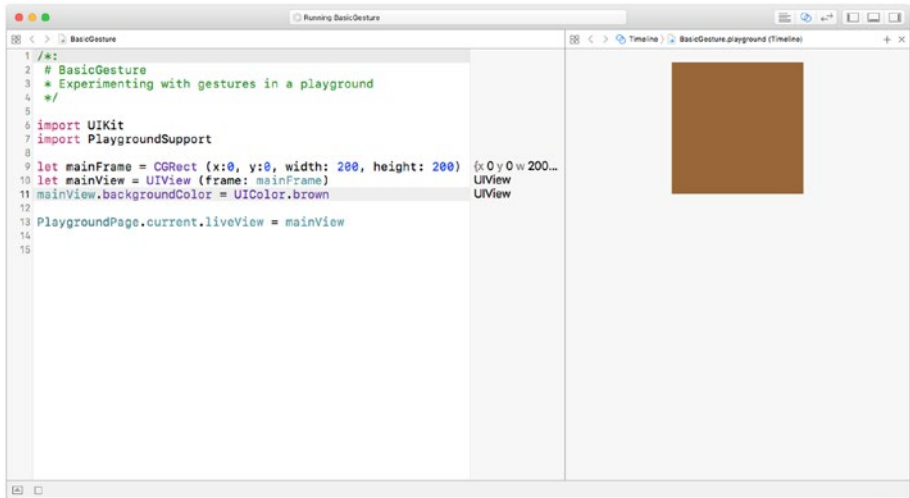 Running BasicGesture
BasicGesture
Timeline BasicGesture.playground (Timeline)
1 /*:
2 # BasicGesture
3 * Experimenting with gestures in a playground
4 */
5
6 import UIKit
7 import PlaygroundSupport
8
9 let mainFrame = CGRect (x:0, y:0, width: 200, height: 200) {x 0 y 0 w 200...
10 let mainView = UIView (frame: mainFrame) UIView
11 mainView.backgroundColor = UIColor.brown UIView
12
13 PlaygroundPage.current.liveView = mainView
14
15